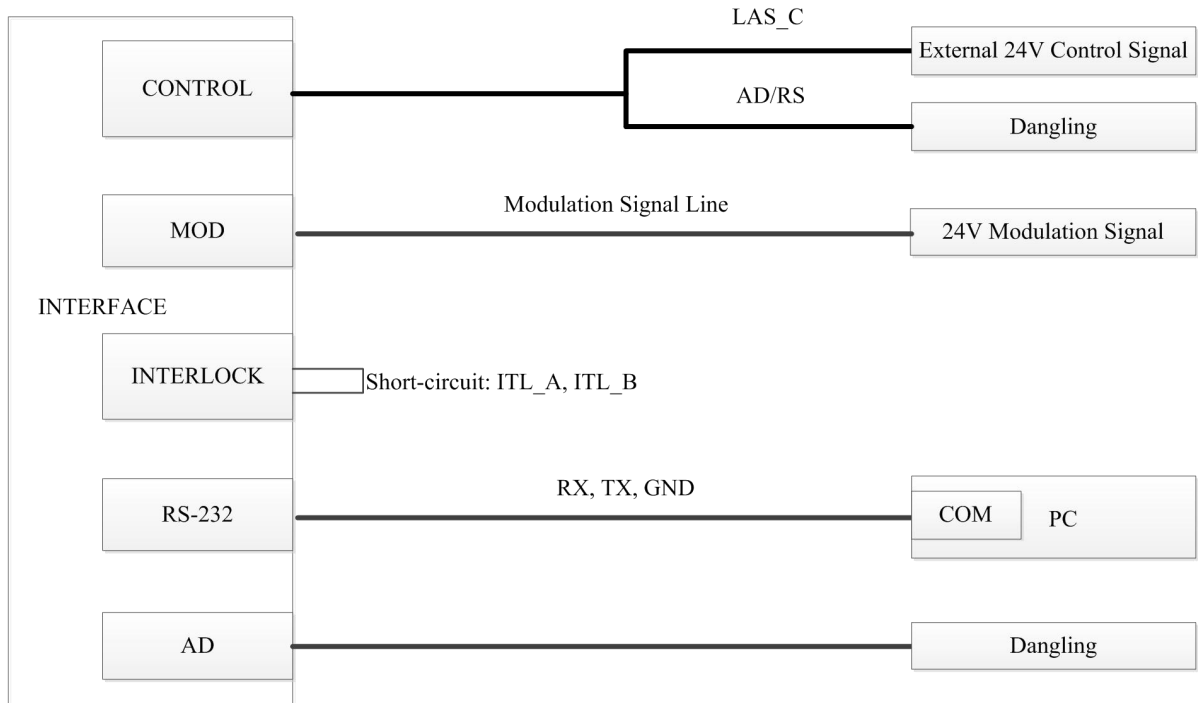 LAS_C
External 24V Control Signal
CONTROL
AD/RS
Dangling
Modulation Signal Line
MOD
24V Modulation Signal
INTERFACE
INTERLOCK
Short-circuit: ITL_A, ITL_B
RX, TX, GND
RS-232
COM
PC
AD
Dangling